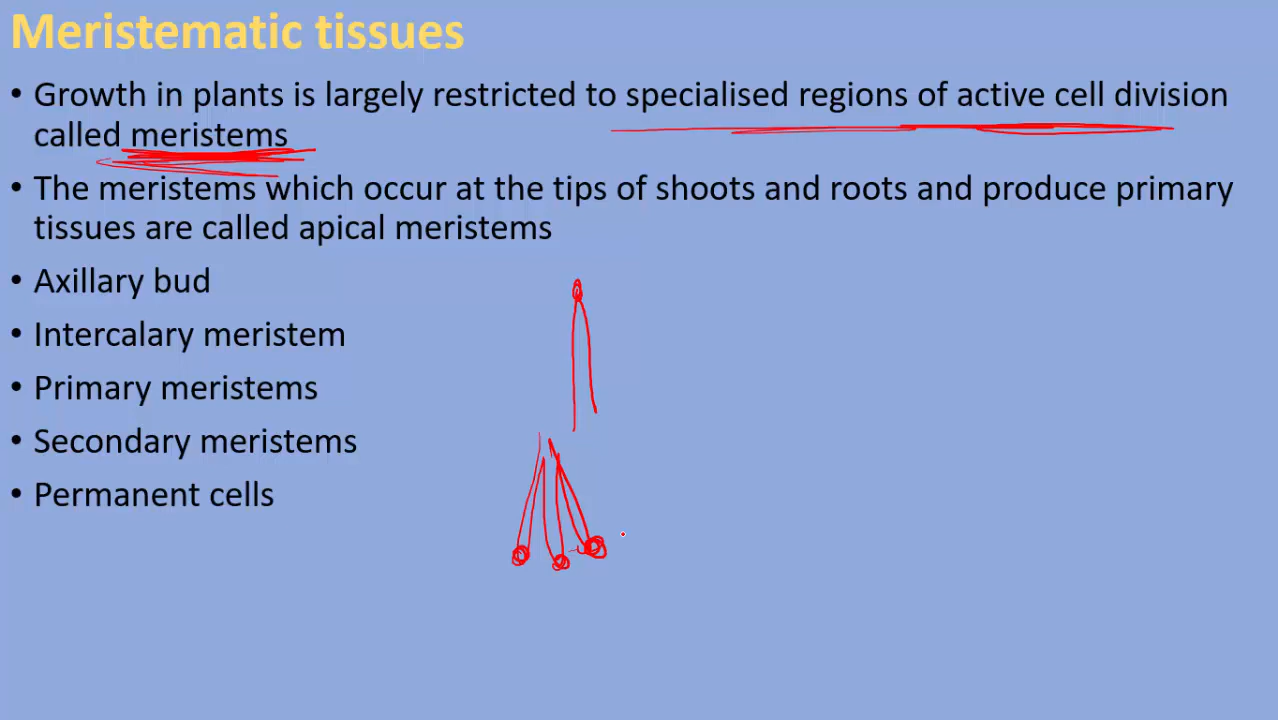 Meristematic tissues
• Growth in plants is largely restricted to specialised regions of active cell division
called meristems
• The meristems which occur at the tips of shoots and roots and produce primary
tissues are called apical meristems
• Axillary bud
• Intercalary meristem
• Primary meristems
• Secondary meristems
• Permanent cells